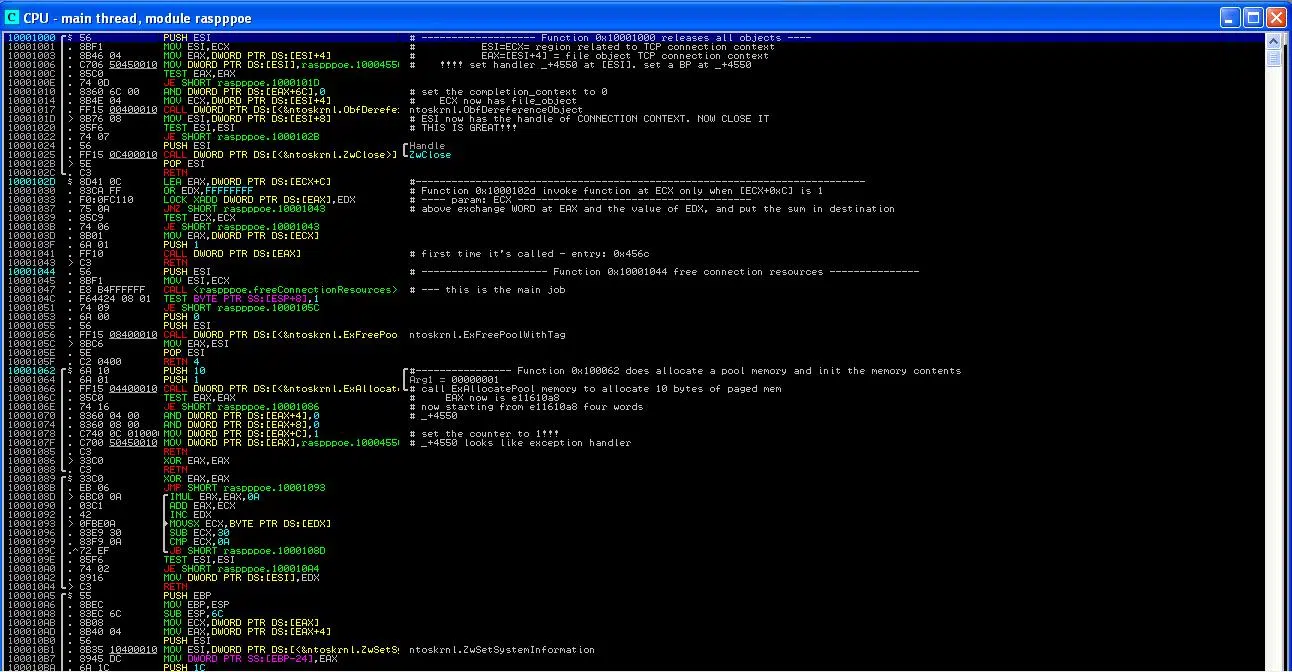 CPU - main thread, module raspppoe
10001000 $ 56 PUSH ESI # -------------------- Function 0x10001000 releases all objects ----
10001001 . 8BF1 MOV ESI,ECX # ESI=ECX= region related to TCP connection context
10001003 . 8B46 04 MOV EAX,DWORD PTR DS:[ESI+4] # EAX=[ESI+4] = file object TCP connection context
10001006 . C706 50450010 MOV DWORD PTR DS:[ESI],raspppoe.1000455 # !!!! set handler _+4550 at [ESI]. set a BP at _+4550
1000100C . 85C0 TEST EAX,EAX
1000100E . 74 0D JE SHORT raspppoe.1000101D
10001010 . 8360 6C 00 AND DWORD PTR DS:[EAX+6C],0 # set the completion_context to 0
10001014 . 8B4E 04 MOV ECX,DWORD PTR DS:[ESI+4] # ECX now has file_object
10001017 . FF15 00400010 CALL DWORD PTR DS:[<&ntoskrnl.ObfDerefe: ntoskrnl.ObfDereferenceObject
1000101D > 8B76 08 MOV ESI,DWORD PTR DS:[ESI+8] # ESI now has the handle of CONNECTION CONTEXT. NOW CLOSE IT
10001020 . 85F6 TEST ESI,ESI # THIS IS GREAT!!!
10001022 . 74 07 JE SHORT raspppoe.1000102B
10001024 . 56 PUSH ESI Handle
10001025 . FF15 0C400010 CALL DWORD PTR DS:[<&ntoskrnl.ZwClose>] ZwClose
1000102B > 5E POP ESI
1000102C . C3 RETN
1000102D $ 8D41 0C LEA EAX,DWORD PTR DS:[ECX+C] #-----------------------------------------------------------------------
10001030 . 83CA FF OR EDX,FFFFFFFF # Function 0x1000102d invoke function at ECX only when [ECX+0xC] is 1
10001033 . F0:0FC110 LOCK XADD DWORD PTR DS:[EAX],EDX # ---- param: ECX -------------------------------------
10001037 . 75 0A JNZ SHORT raspppoe.10001043 # above exchange WORD at EAX and the value of EDX, and put the sum in destination
10001039 . 85C9 TEST ECX,ECX
1000103B . 74 06 JE SHORT raspppoe.10001043
1000103D . 8B01 MOV EAX,DWORD PTR DS:[ECX]
1000103F . 6A 01 PUSH 1
10001041 . FF10 CALL DWORD PTR DS:[EAX] # first time it's called - entry: 0x456c
10001043 > C3 RETN
10001044 . 56 PUSH ESI # -------------------- Function 0x10001044 free connection resources --------------
10001045 . 8BF1 MOV ESI,ECX
10001047 . E8 B4FFFFFF CALL <raspppoe.freeConnectionResources> # --- this is the main job
1000104C . F64424 08 01 TEST BYTE PTR SS:[ESP+8],1
10001051 . 74 09 JE SHORT raspppoe.1000105C
10001053 . 6A 00 PUSH 0
10001055 . 56 PUSH ESI
10001056 . FF15 08400010 CALL DWORD PTR DS:[<&ntoskrnl.ExFreePoo ntoskrnl.ExFreePoolWithTag
1000105C > 8BC6 MOV EAX,ESI
1000105E . 5E POP ESI
1000105F . C2 0400 RETN 4
10001062 $ 6A 10 PUSH 10 #--------------- Function 0x100062 does allocate a pool memory and init the memory contents
10001064 . 6A 01 PUSH 1 Arg1 = 00000001
10001066 . FF15 04400010 CALL DWORD PTR DS:[<&ntoskrnl.ExAllocat # call ExAllocatePool memory to allocate 10 bytes of paged mem
1000106C . 85C0 TEST EAX,EAX # EAX now is e11610a8
1000106E . 74 16 JE SHORT raspppoe.10001086 # now starting from e11610a8 four words
10001070 . 8360 04 00 AND DWORD PTR DS:[EAX+4],0 # _+4550
10001074 . 8360 08 00 AND DWORD PTR DS:[EAX+8],0
10001078 . C740 0C 01000 MOV DWORD PTR DS:[EAX+C],1 # set the counter to 1!!!
1000107F . C700 50450010 MOV DWORD PTR DS:[EAX],raspppoe.1000455 # _+4550 looks like exception handler
10001085 . C3 RETN
10001086 > 33C0 XOR EAX,EAX
10001088 . C3 RETN
10001089 $ 33C0 XOR EAX,EAX
1000108B . EB 06 JMP SHORT raspppoe.10001093
1000108D > 6BC0 0A IMUL EAX,EAX,0A
10001090 . 03C1 ADD EAX,ECX
10001092 . 42 INC EDX
10001093 > 0FBE0A MOVSX ECX,BYTE PTR DS:[EDX]
10001096 . 83E9 30 SUB ECX,30
10001099 . 83F9 0A CMP ECX,0A
1000109C .^72 EF JB SHORT raspppoe.1000108D
1000109E . 85F6 TEST ESI,ESI
100010A0 . 74 02 JE SHORT raspppoe.100010A4
100010A2 . 8916 MOV DWORD PTR DS:[ESI],EDX
100010A4 > C3 RETN
100010A5 $ 55 PUSH EBP
100010A6 . 8BEC MOV EBP,ESP
100010A8 . 83EC 6C SUB ESP,6C
100010AB . 8B08 MOV ECX,DWORD PTR DS:[EAX]
100010AD . 8B40 04 MOV EAX,DWORD PTR DS:[EAX+4]
100010B0 . 56 PUSH ESI
100010B1 . 8B35 10400010 MOV ESI,DWORD PTR DS:[<&ntoskrnl.ZwSetS ntoskrnl.ZwSetSystemInformation
100010B7 . 8945 DC MOV DWORD PTR SS:[EBP-24],EAX
100010BA . 6A 1C PUSH 1C